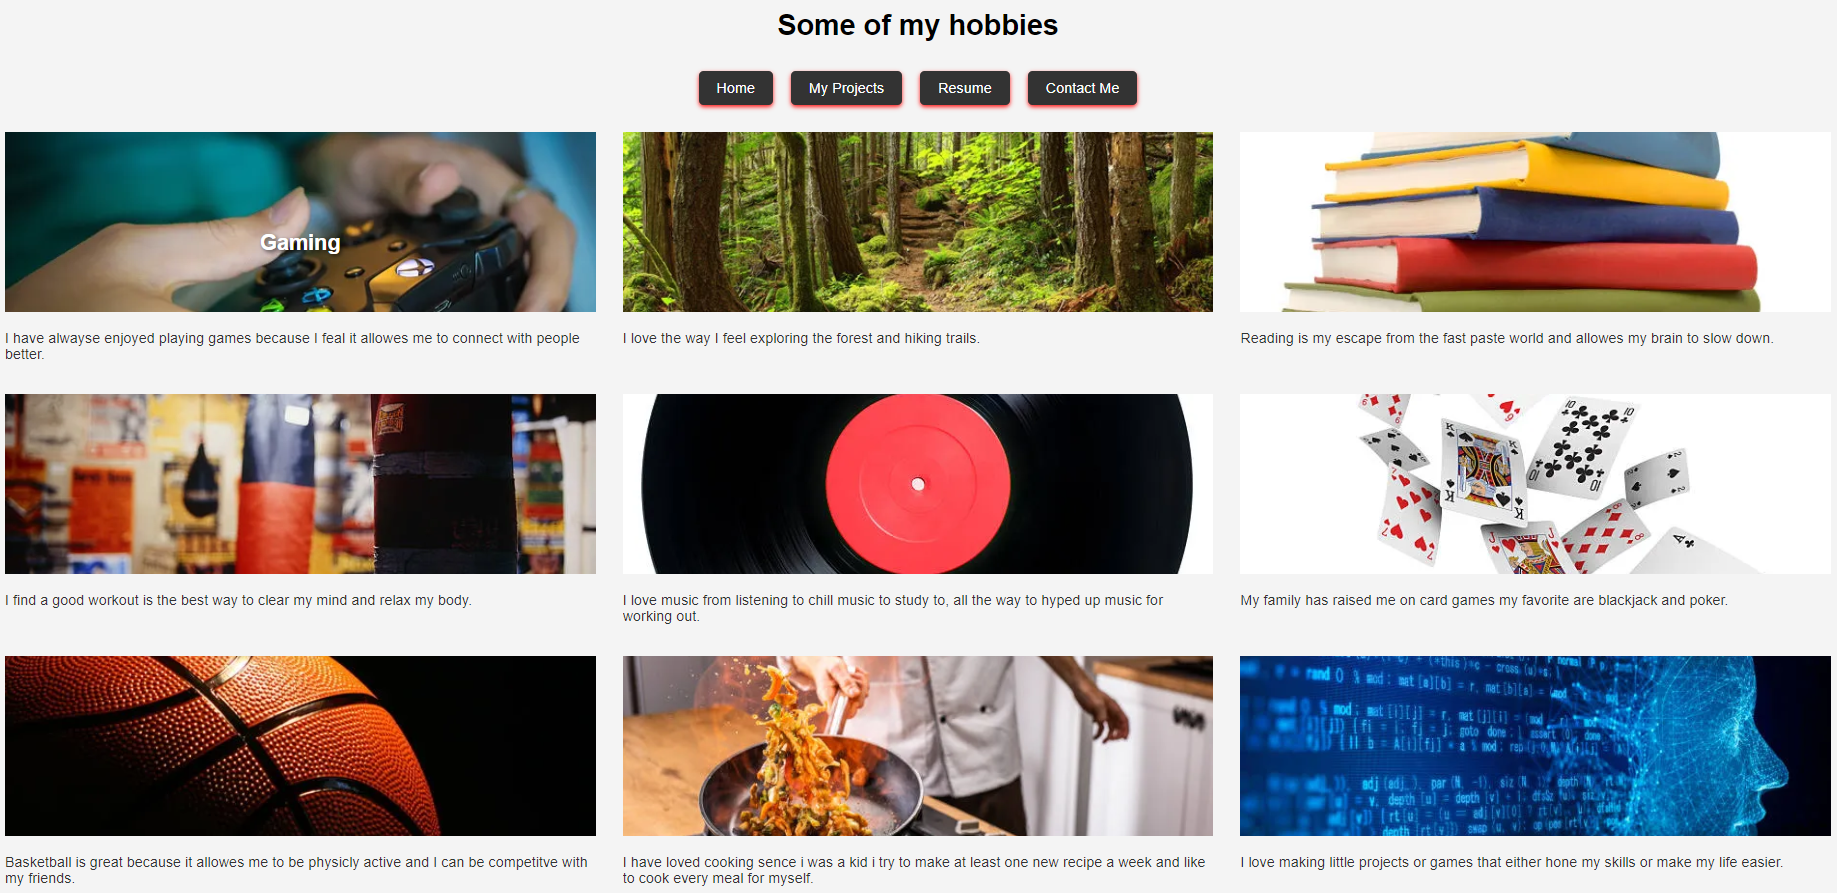 Some of my hobbies
Home
My Projects
Resume
Contact Me
Gaming
I have alwayse enjoyed playing games because I feal it allowes me to connect with people
better.
I love the way I feel exploring the forest and hiking trails.
Reading is my escape from the fast paste world and allowes my brain to slow down.
I find a good workout is the best way to clear my mind and relax my body.
I love music from listening to chill music to study to, all the way to hyped up music for
working out.
My family has raised me on card games my favorite are blackjack and poker.
Basketball is great because it allowes me to be physicly active and I can be competitve with
my friends.
I have loved cooking sence i was a kid i try to make at least one new recipe a week and like
to cook every meal for myself.
I love making little projects or games that either hone my skills or make my life easier.